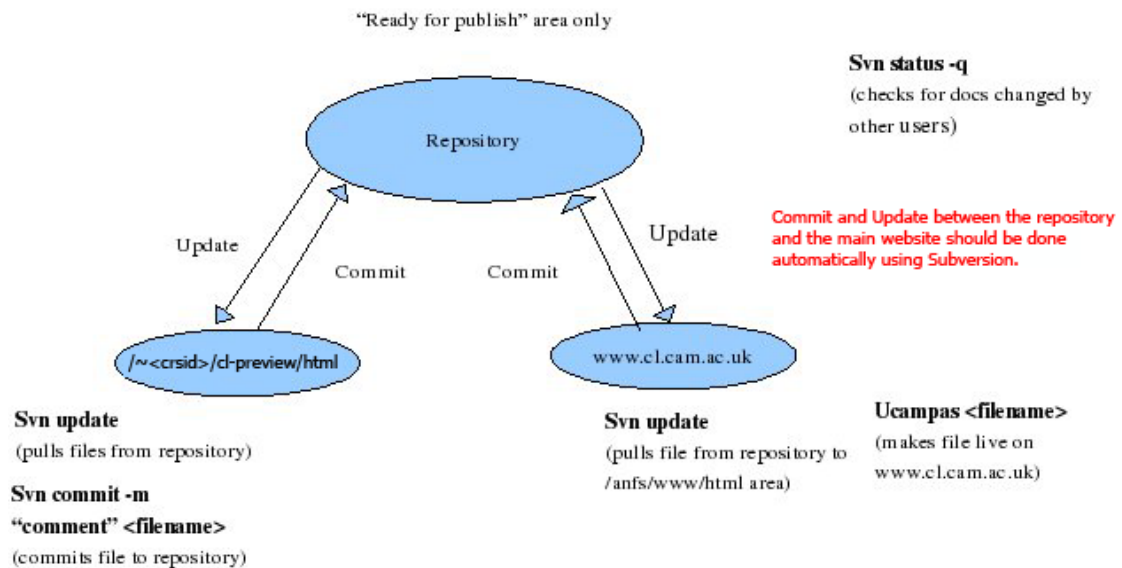 “Ready for publish” area only
Svn status -q
(checks for docs changed by
other users)
Repository
Commit and Update between the repository
and the main website should be done
automatically using Subversion.
Update
Commit
Commit
Update
/~<crsid>/cl-preview/html
www.cl.cam.ac.uk
Svn update
(pulls files from repository)
Svn commit -m
“comment” <filename>
(commits file to repository)
Svn update
(pulls file from repository to
/anfs/www/html area)
Ucampas <filename>
(makes file live on
www.cl.cam.ac.uk)